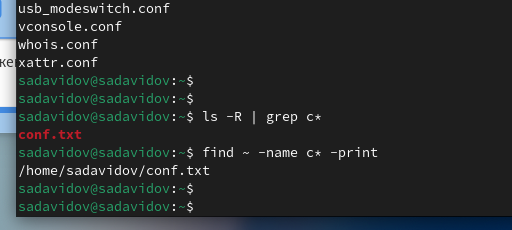 usb_modeswitch.conf
vconsole.conf
whois.conf
xattr.conf
sadavidov@sadavidov:~$
sadavidov@sadavidov:~$
sadavidov@sadavidov:~$ ls -R | grep c*
conf.txt
sadavidov@sadavidov:~$ find ~ -name c* -print
/home/sadavidov/conf.txt
sadavidov@sadavidov:~$
sadavidov@sadavidov:~$